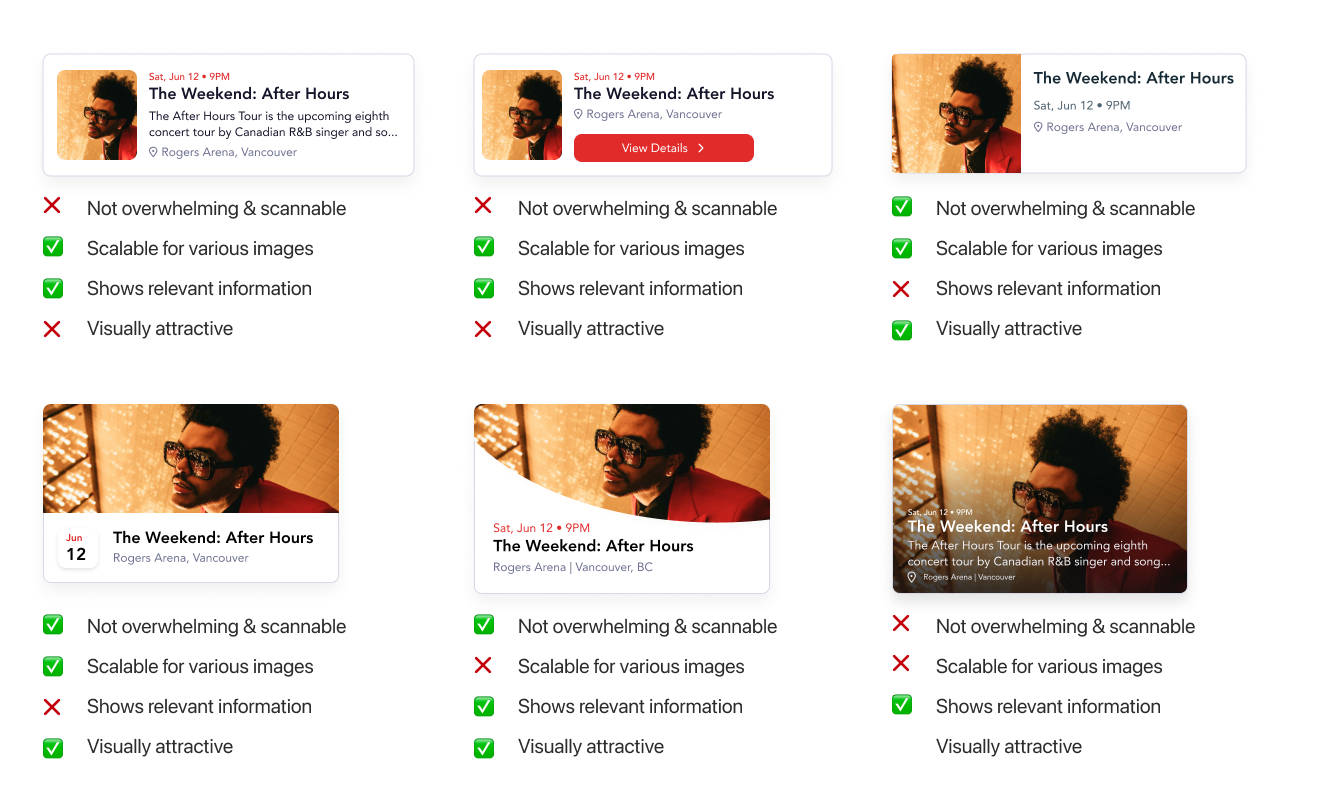 Sat, Jun 12 • 9PM
The Weekend: After Hours
The After Hours Tour is the upcoming eighth
concert tour by Canadian R&B singer and so...
Rogers Arena, Vancouver
Not overwhelming & scannable
Scalable for various images
Shows relevant information
Visually attractive
Sat, Jun 12 • 9PM
The Weekend: After Hours
Rogers Arena, Vancouver
View Details
Not overwhelming & scannable
Scalable for various images
Shows relevant information
Visually attractive
The Weekend: After Hours
Sat, Jun 12 • 9PM
Rogers Arena, Vancouver
Not overwhelming & scannable
Scalable for various images
Shows relevant information
Visually attractive
Jun
12
The Weekend: After Hours
Rogers Arena, Vancouver
Not overwhelming & scannable
Scalable for various images
Shows relevant information
Visually attractive
Sat, Jun 12 • 9PM
The Weekend: After Hours
Rogers Arena | Vancouver, BC
Not overwhelming & scannable
Scalable for various images
Shows relevant information
Visually attractive
Sat, Jun 12 • 9PM
The Weekend: After Hours
The After Hours Tour is the upcoming eighth
concert tour by Canadian R&B singer and song...
Rogers Arena | Vancouver
Not overwhelming & scannable
Scalable for various images
Shows relevant information
Visually attractive